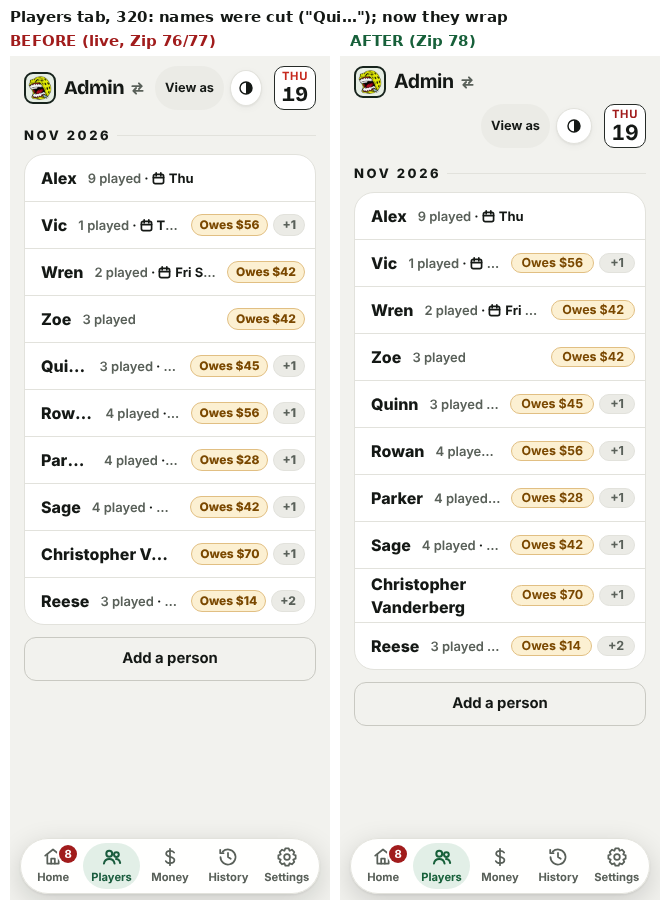 Players tab, 320: names were cut ("Qui…"); now they wrap
BEFORE (live, Zip 76/77)
Admin ⇄ View as THU 19
NOV 2026
Alex 9 played · Thu
Vic 1 played · T… Owes $56 +1
Wren 2 played · Fri S… Owes $42
Zoe 3 played Owes $42
Qui… 3 played · … Owes $45 +1
Row… 4 played ·… Owes $56 +1
Par… 4 played ·… Owes $28 +1
Sage 4 played · … Owes $42 +1
Christopher V… Owes $70 +1
Reese 3 played · … Owes $14 +2
Add a person
8
Home Players Money History Settings
AFTER (Zip 78)
Admin ⇄
View as THU 19
NOV 2026
Alex 9 played · Thu
Vic 1 played · … Owes $56 +1
Wren 2 played · Fri … Owes $42
Zoe 3 played Owes $42
Quinn 3 played … Owes $45 +1
Rowan 4 playe… Owes $56 +1
Parker 4 played… Owes $28 +1
Sage 4 played · … Owes $42 +1
Christopher
Vanderberg Owes $70 +1
Reese 3 played … Owes $14 +2
Add a person
8
Home Players Money History Settings